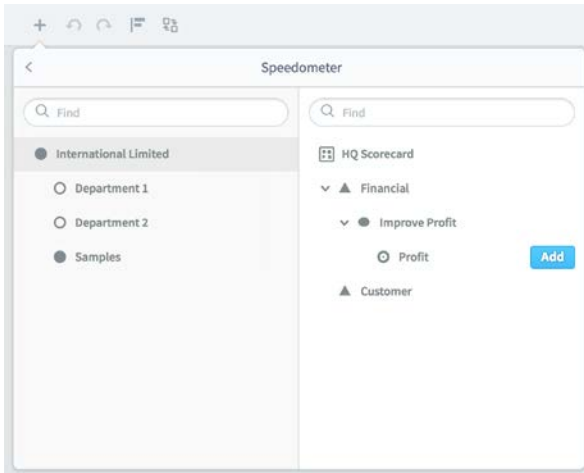 Speedometer
Find
International Limited
Department 1
Department 2
Samples
Find
HQ Scorecard
Financial
Improve Profit
Profit Add
Customer